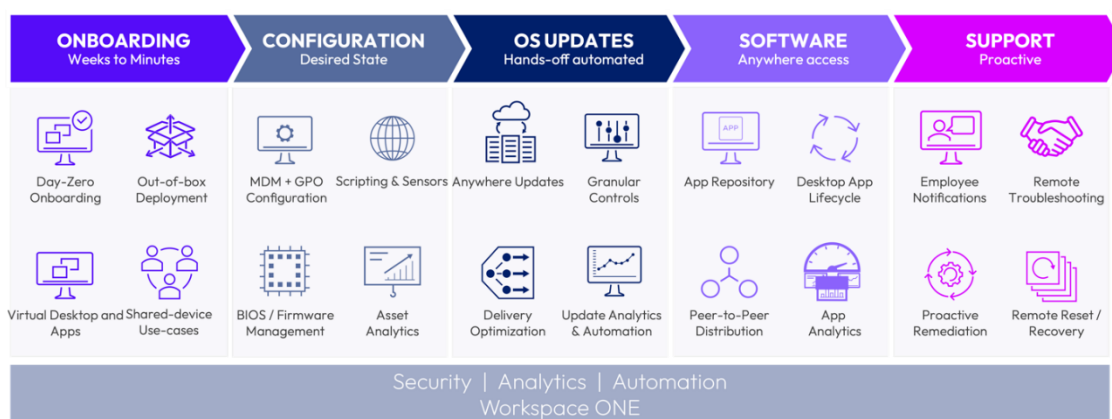 ONBOARDING
Weeks to Minutes
CONFIGURATION
Desired State
OS UPDATES
Hands-off automated
SOFTWARE
Anywhere access
SUPPORT
Proactive
Day-Zero
Onboarding
Out-of-box
Deployment
MDM + GPO
Configuration
Scripting & Sensors
Anywhere Updates
Granular
Controls
APP
App Repository
Desktop App
Lifecycle
Employee
Notifications
Remote
Troubleshooting
Virtual Desktop and
Apps
Shared-device
Use-cases
BIOS / Firmware
Management
Asset
Analytics
Delivery
Optimization
Update Analytics
& Automation
Peer-to-Peer
Distribution
App
Analytics
Proactive
Remediation
Remote Reset /
Recovery
Security | Analytics | Automation
Workspace ONE